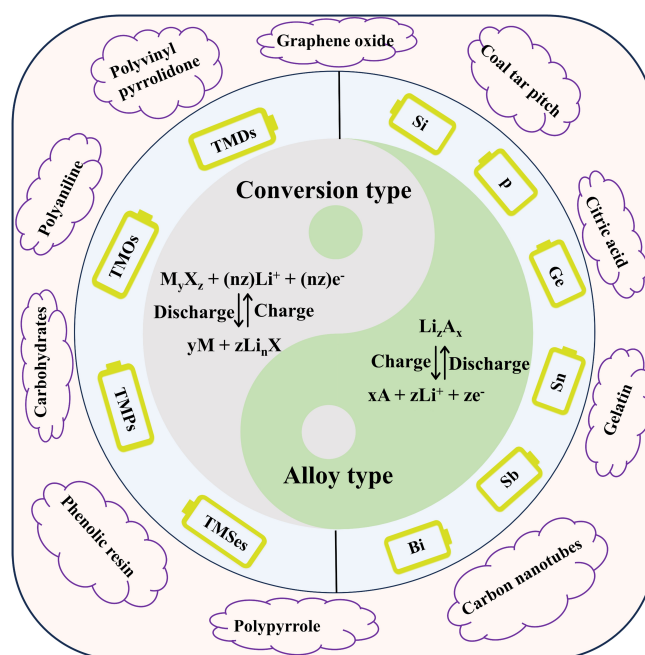 Graphene oxide
Polyvinyl
pyrrolidone
Coal tar pitch
TMDs
Si
P
Polyaniline
Citric acid
Conversion type
TMOs
Ge
MyXz + (nz)Li⁺ + (nz)e⁻
Discharge Charge
yM + zLiₙX
Carbohydrates
LizAₓ
Charge Discharge
xA + zLi⁺ + ze⁻
Sn
TMPs
Gelatin
Alloy type
Sb
Phenolic resin
TMSes
Bi
Carbon nanotubes
Polypyrrole